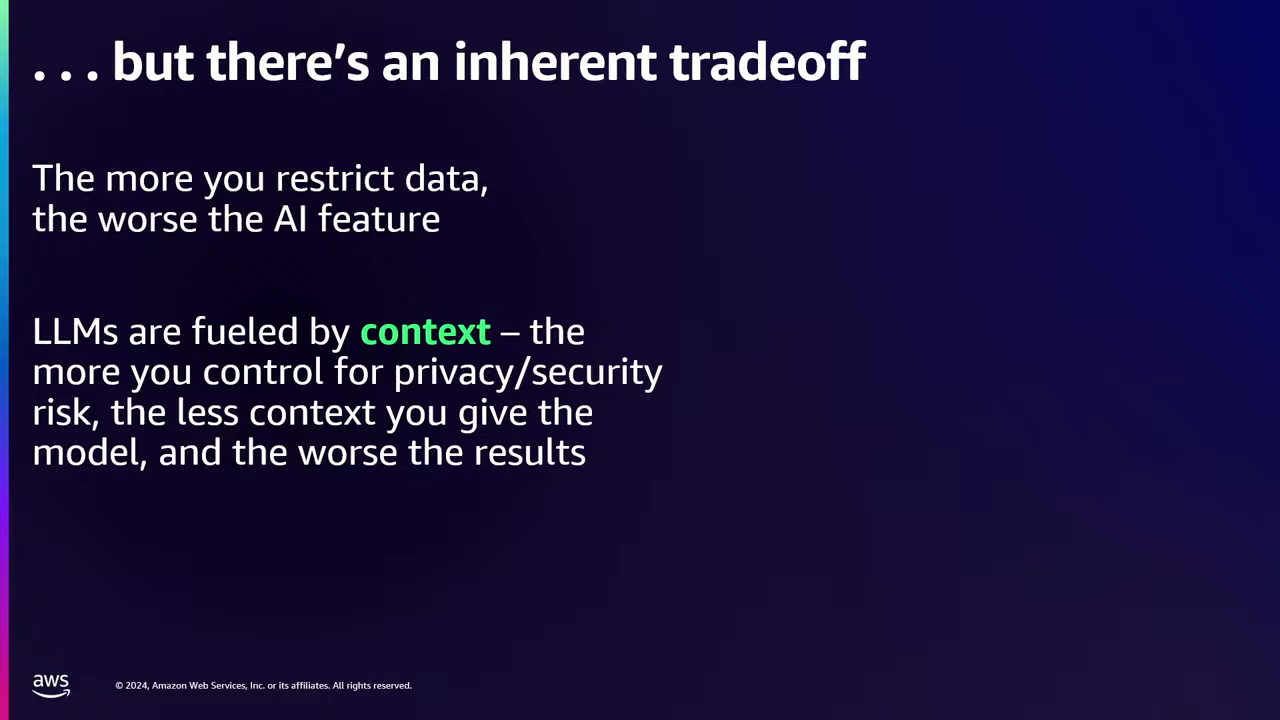 . . . but there’s an inherent tradeoff
The more you restrict data,
the worse the AI feature
LLMs are fueled by context – the
more you control for privacy/security
risk, the less context you give the
model, and the worse the results
aws
© 2024, Amazon Web Services, Inc. or its affiliates. All rights reserved.